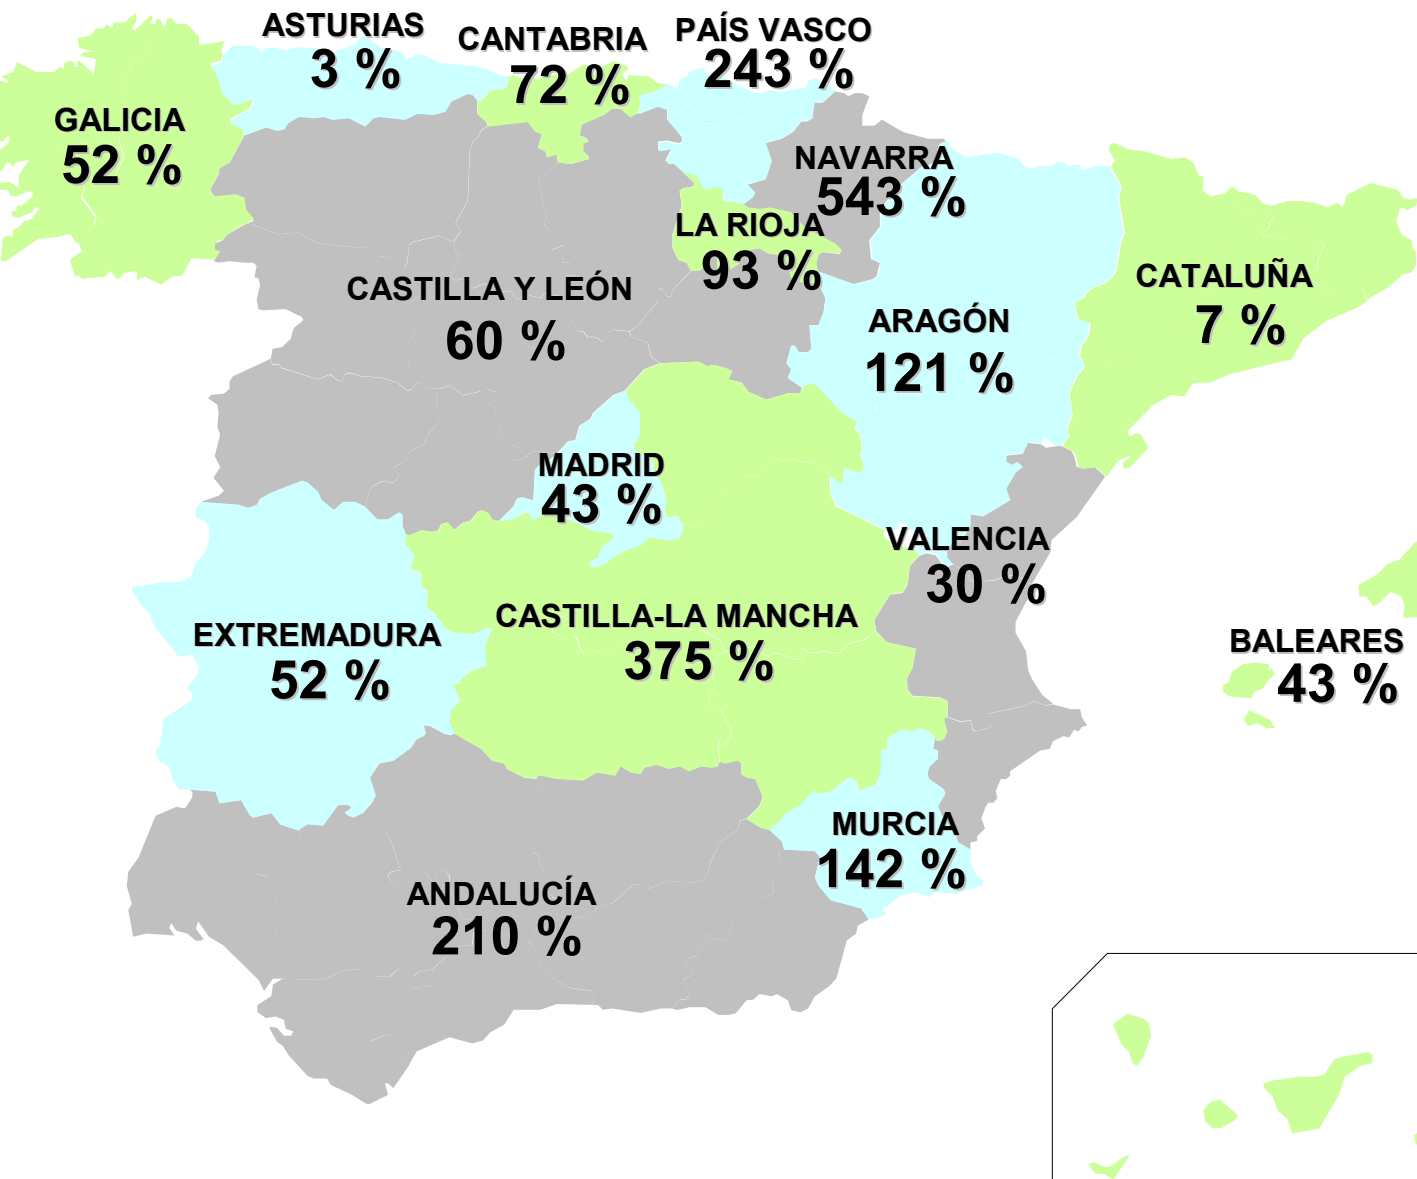 ASTURIAS
3 %
CANTABRIA
72 %
PAÍS VASCO
243 %
GALICIA
52 %
NAVARRA
543 %
LA RIOJA
93 %
CASTILLA Y LEÓN
60 %
CATALUÑA
7 %
ARAGÓN
121 %
MADRID
43 %
VALENCIA
30 %
CASTILLA-LA MANCHA
375 %
EXTREMADURA
52 %
BALEARES
43 %
MURCIA
142 %
ANDALUCÍA
210 %